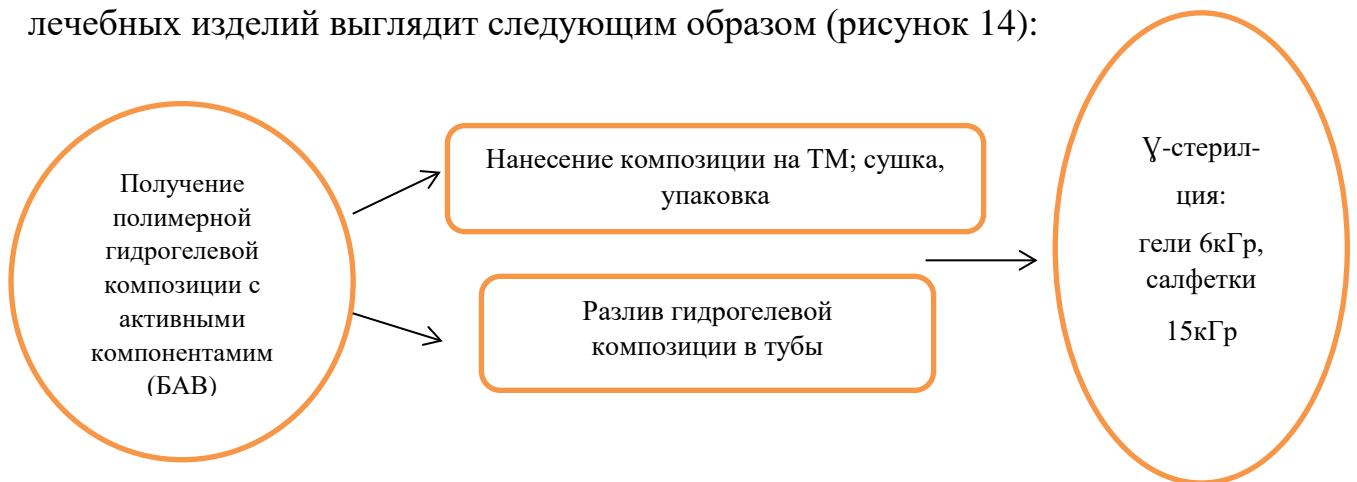 лечебных изделий выглядит следующим образом (рисунок 14):
Получение
полимерной
гидрогелевой
композиции с
активными
компонентамим
(БАВ)
Нанесение композиции на ТМ; сушка,
упаковка
Разлив гидрогелевой
композиции в тубы
Ɣ-стерил-
ция:
гели 6кГр,
салфетки
15кГр